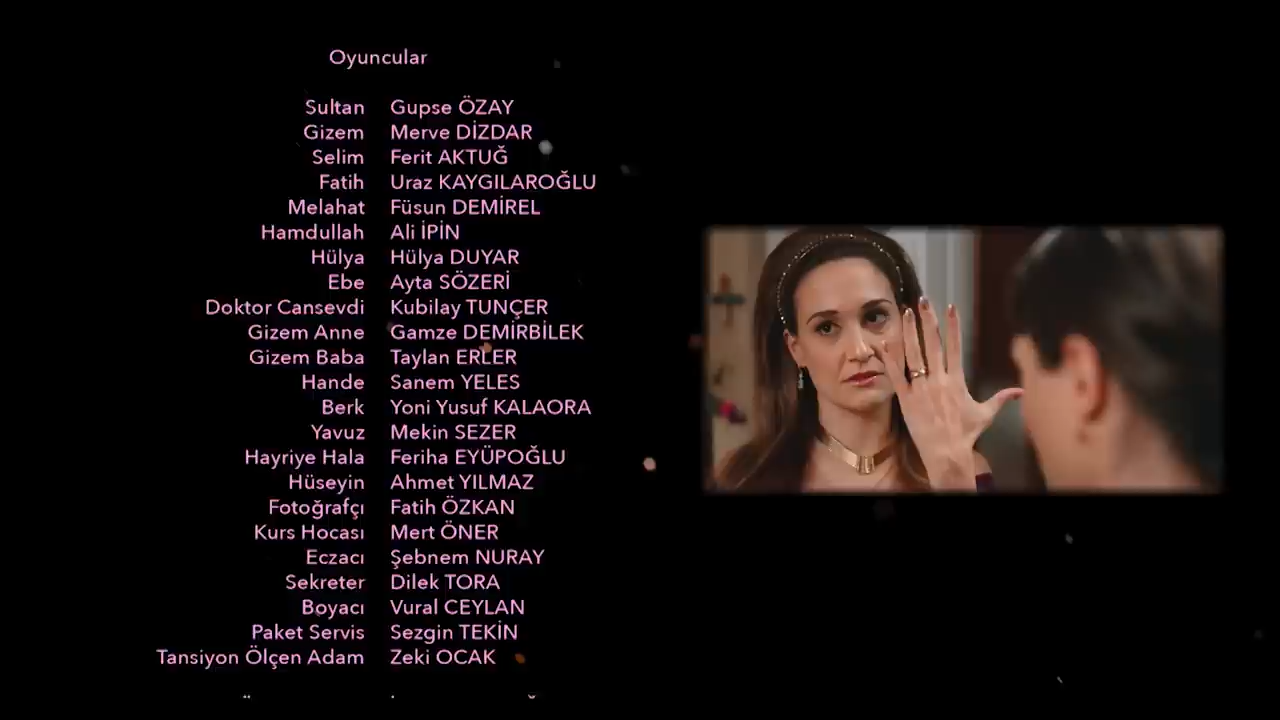 Oyuncular
Sultan Gupse ÖZAY
Gizem Merve DİZDAR
Selim Ferit AKTUĞ
Fatih Uraz KAYGILAROĞLU
Melahat Füsun DEMİREL
Hamdullah Ali İPİN
Hülya Hülya DUYAR
Ebe Ayta SÖZERİ
Doktor Cansevdi Kubilay TUNÇER
Gizem Anne Gamze DEMİRBİLEK
Gizem Baba Taylan ERLER
Hande Sanem YELES
Berk Yoni Yusuf KALAORA
Yavuz Mekin SEZER
Hayriye Hala Feriha EYÜPOĞLU
Hüseyin Ahmet YILMAZ
Fotoğrafçı Fatih ÖZKAN
Kurs Hocası Mert ÖNER
Eczacı Şebnem NURAY
Sekreter Dilek TORA
Boyacı Vural CEYLAN
Paket Servis Sezgin TEKİN
Tansiyon Ölçen Adam Zeki OCAK